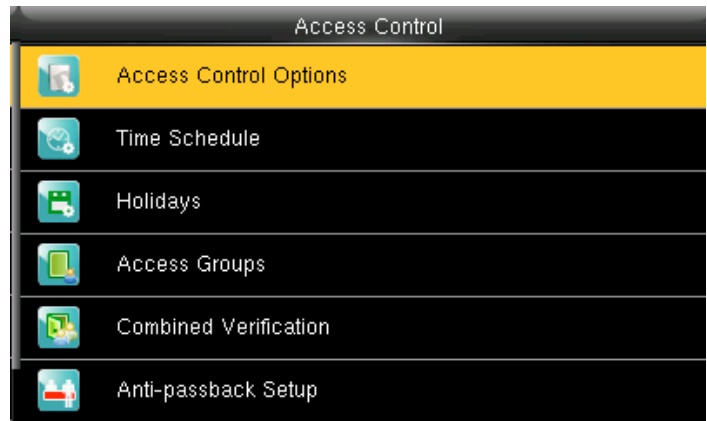 Access Control
Access Control Options
Time Schedule
Holidays
Access Groups
Combined Verification
Anti-passback Setup